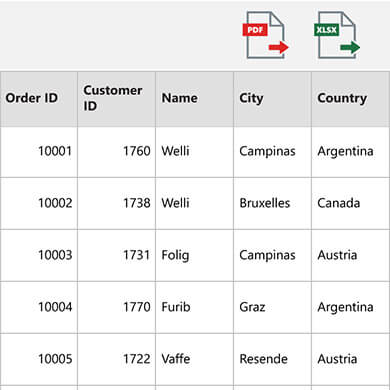 PDF XLSX
Order ID Customer ID Name City Country
10001 1760 Welli Campinas Argentina
10002 1738 Welli Bruxelles Canada
10003 1731 Folig Campinas Austria
10004 1770 Furib Graz Argentina
10005 1722 Vaffe Resende Austria